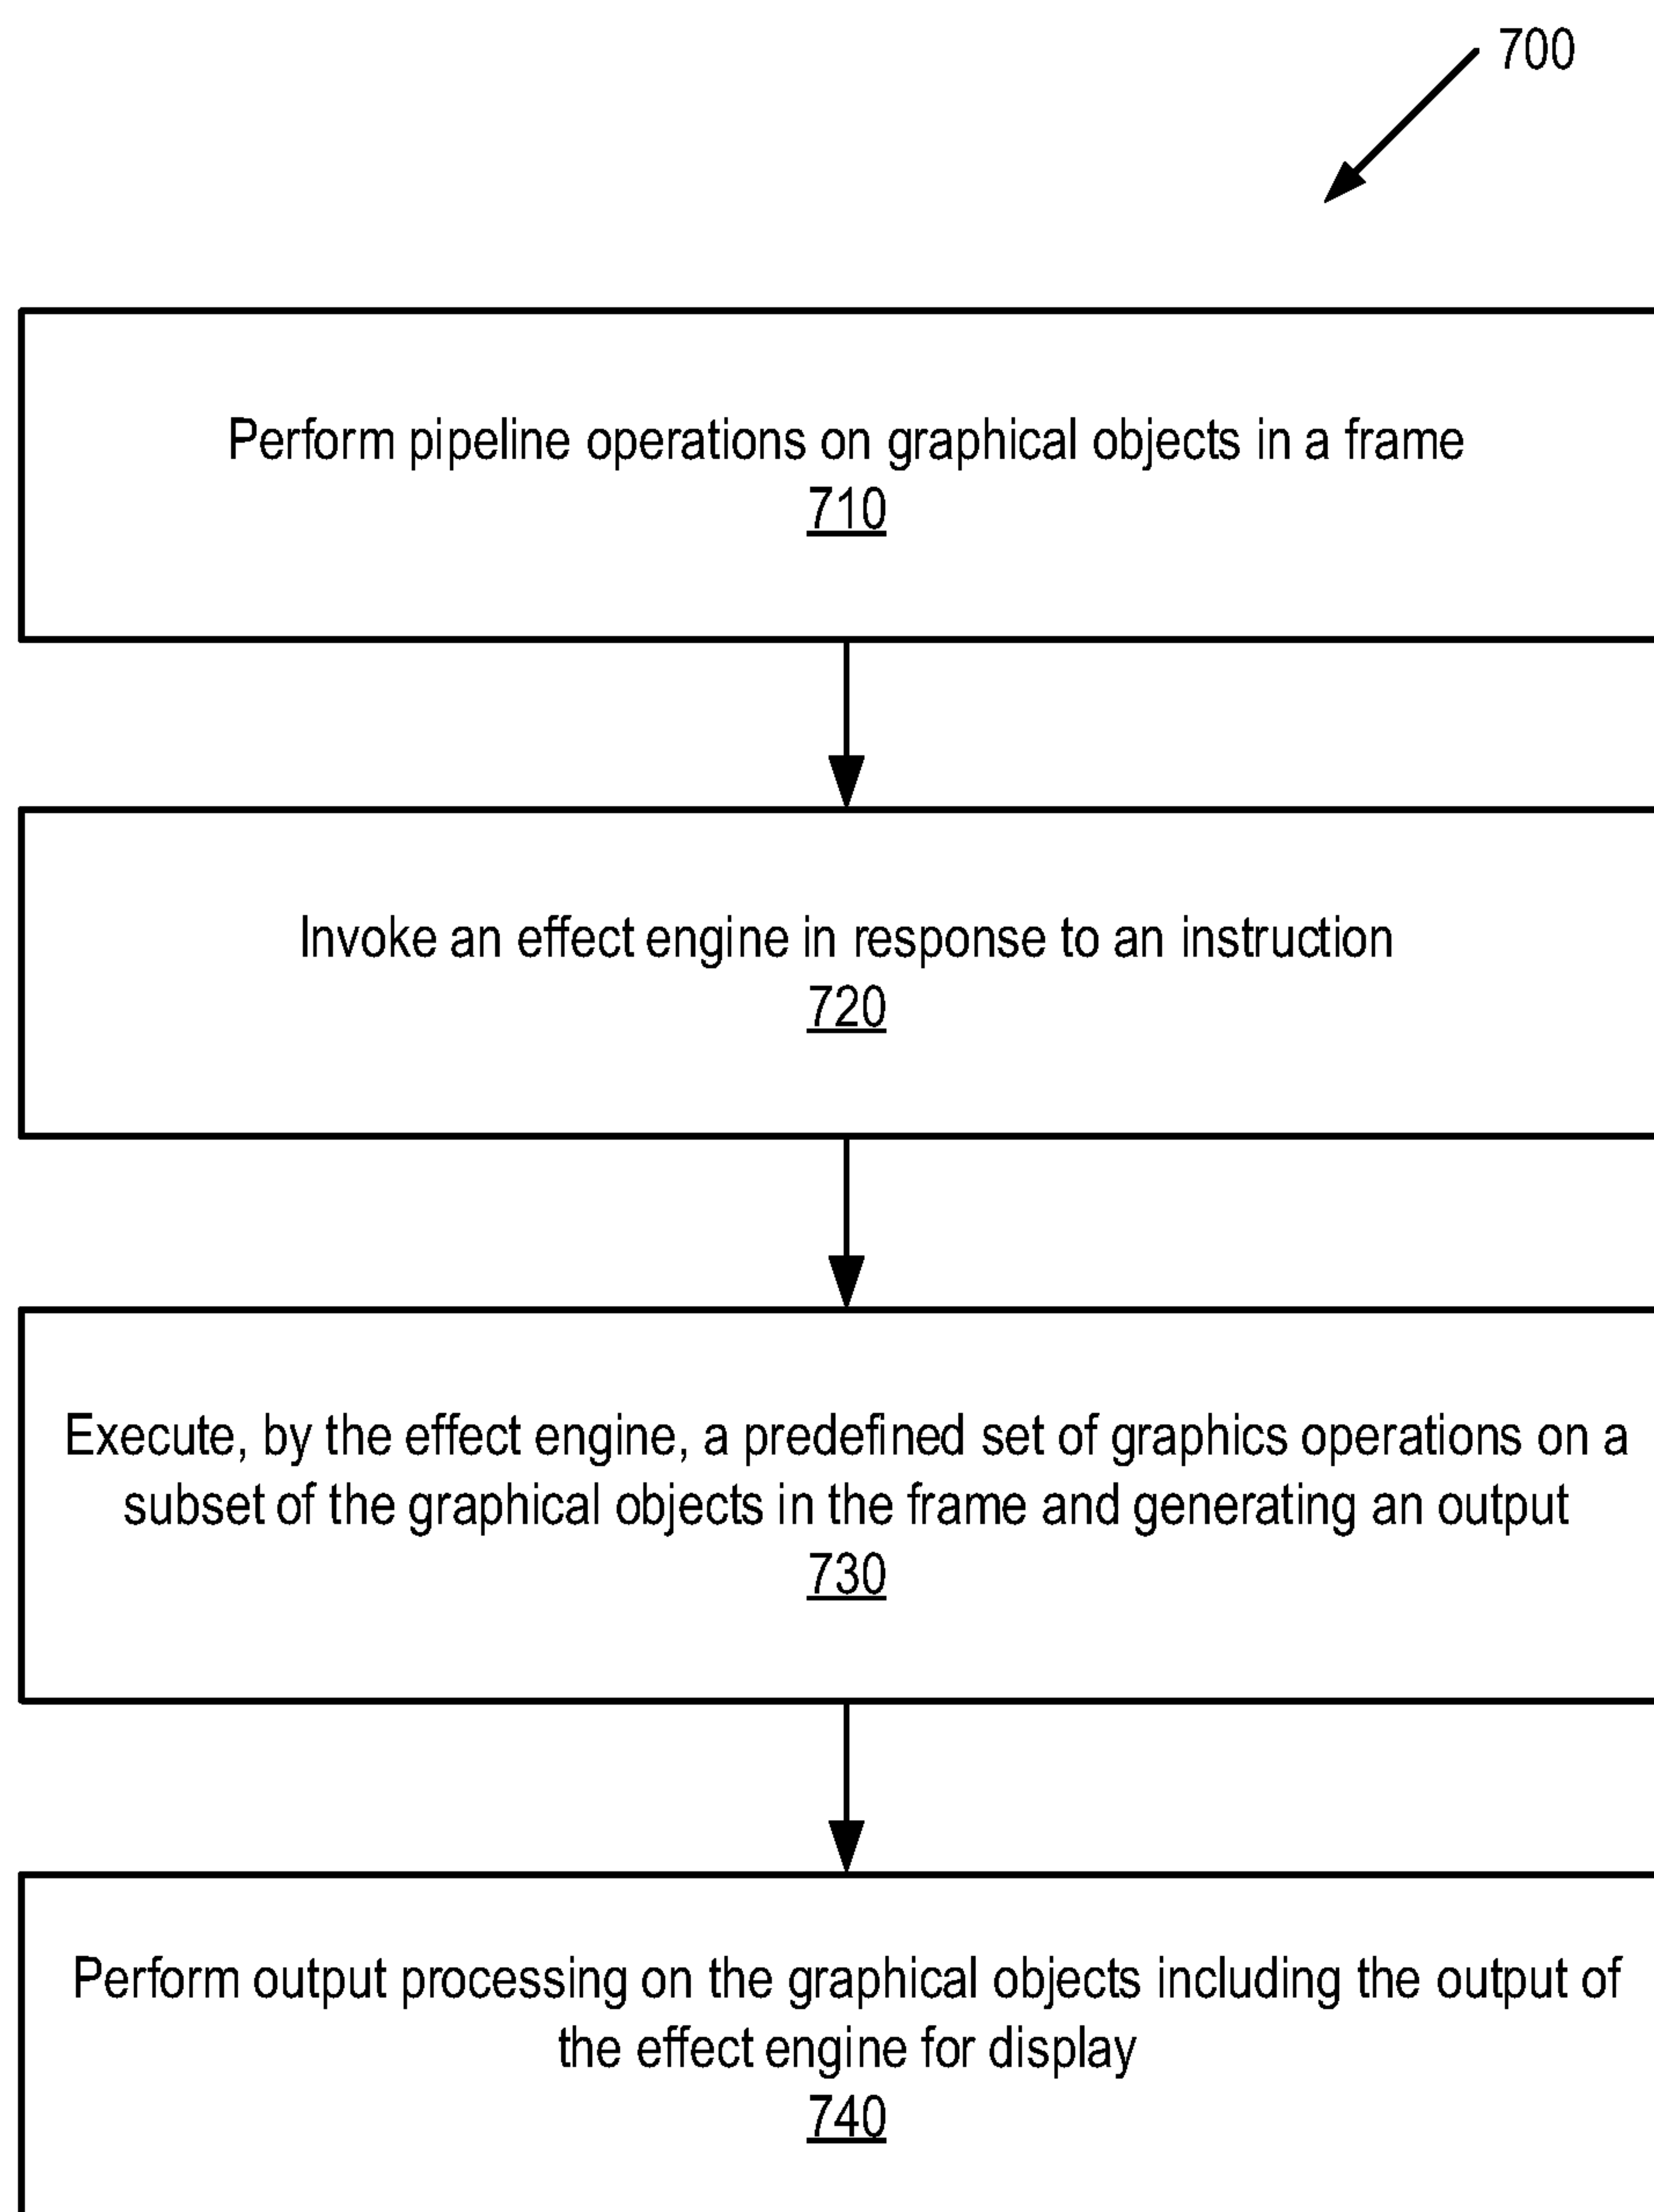 700
Perform pipeline operations on graphical objects in a frame
710
Invoke an effect engine in response to an instruction
720
Execute, by the effect engine, a predefined set of graphics operations on a
subset of the graphical objects in the frame and generating an output
730
Perform output processing on the graphical objects including the output of
the effect engine for display
740